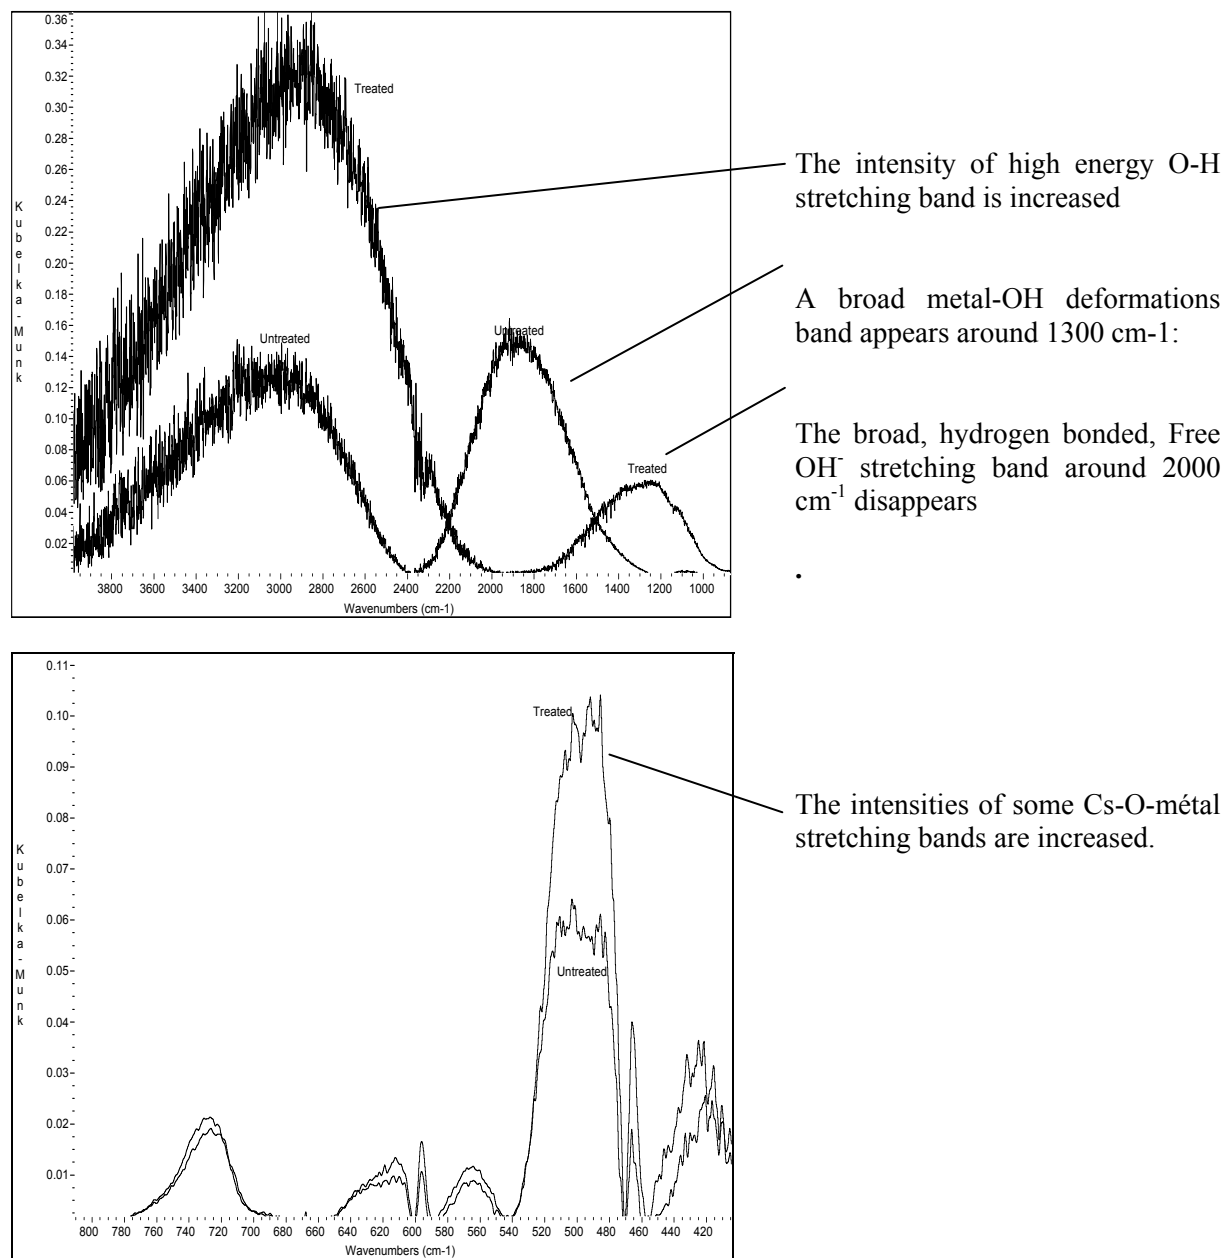 0.36
0.34
0.32
0.30
0.28
0.26
0.24
0.22
0.20
0.18
0.16
0.14
0.12
0.10
0.08
0.06
0.04
0.02
Kubelka-Munk
Treated
Untreated
Untreated
Treated
3800 3600 3400 3200 3000 2800 2600 2400 2200 2000 1800 1600 1400 1200 1000
Wavenumbers (cm-1)
The intensity of high energy O-H
stretching band is increased
A broad metal-OH deformations
band appears around 1300 cm-1:
The broad, hydrogen bonded, Free
OH- stretching band around 2000
cm-1 disappears
.
0.11
0.10
0.09
0.08
0.07
0.06
0.05
0.04
0.03
0.02
0.01
Kubelka-Munk
Treated
Untreated
800 780 760 740 720 700 680 660 640 620 600 580 560 540 520 500 480 460 440 420
Wavenumbers (cm-1)
The intensities of some Cs-O-métal
stretching bands are increased.